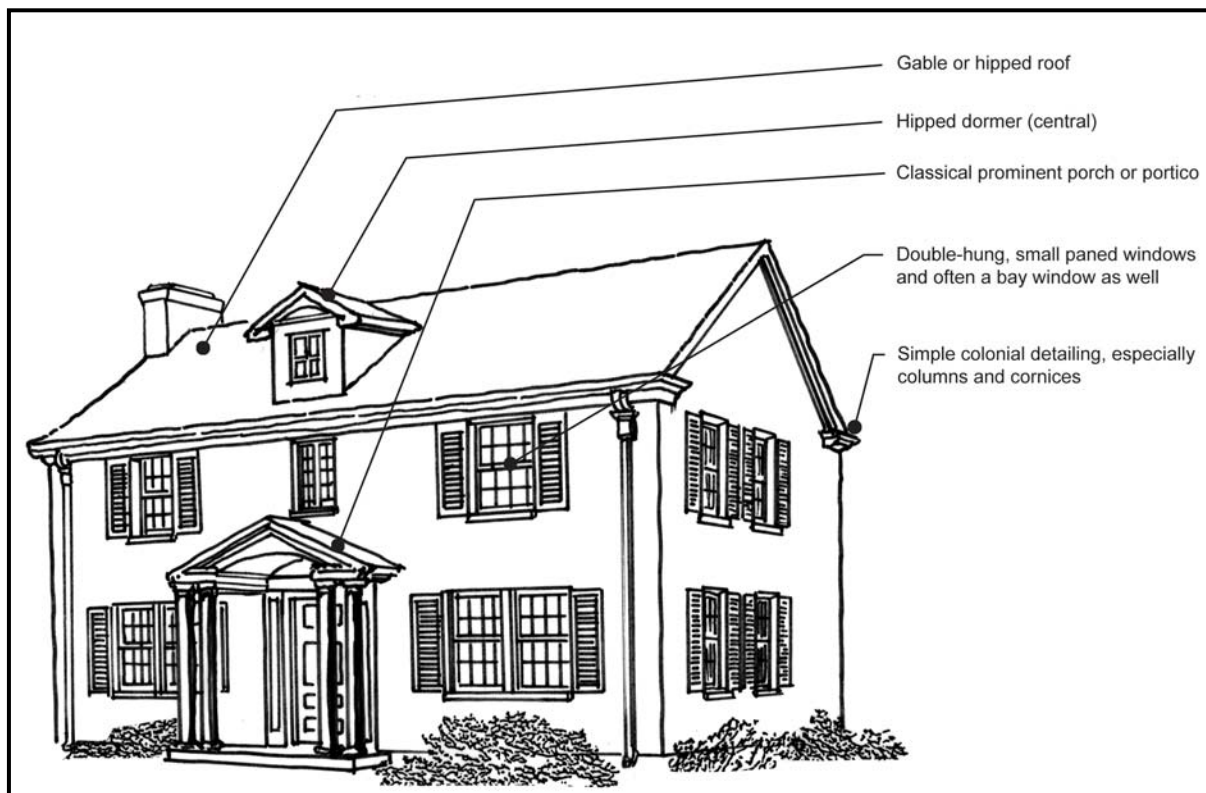 Gable or hipped roof
Hipped dormer (central)
Classical prominent porch or portico
Double-hung, small paned windows
and often a bay window as well
Simple colonial detailing, especially
columns and cornices